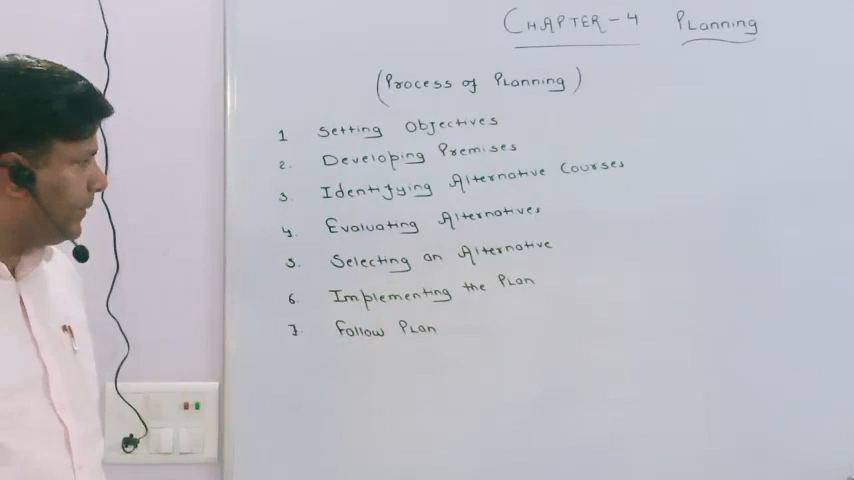 CHAPTER-4 Planning
(Process of Planning)
1 Setting Objectives
2. Developing Premises
3. Identifying Alternative Courses
4. Evaluating Alternatives
5. Selecting an Alternative
6. Implementing the Plan
7. Follow Plan